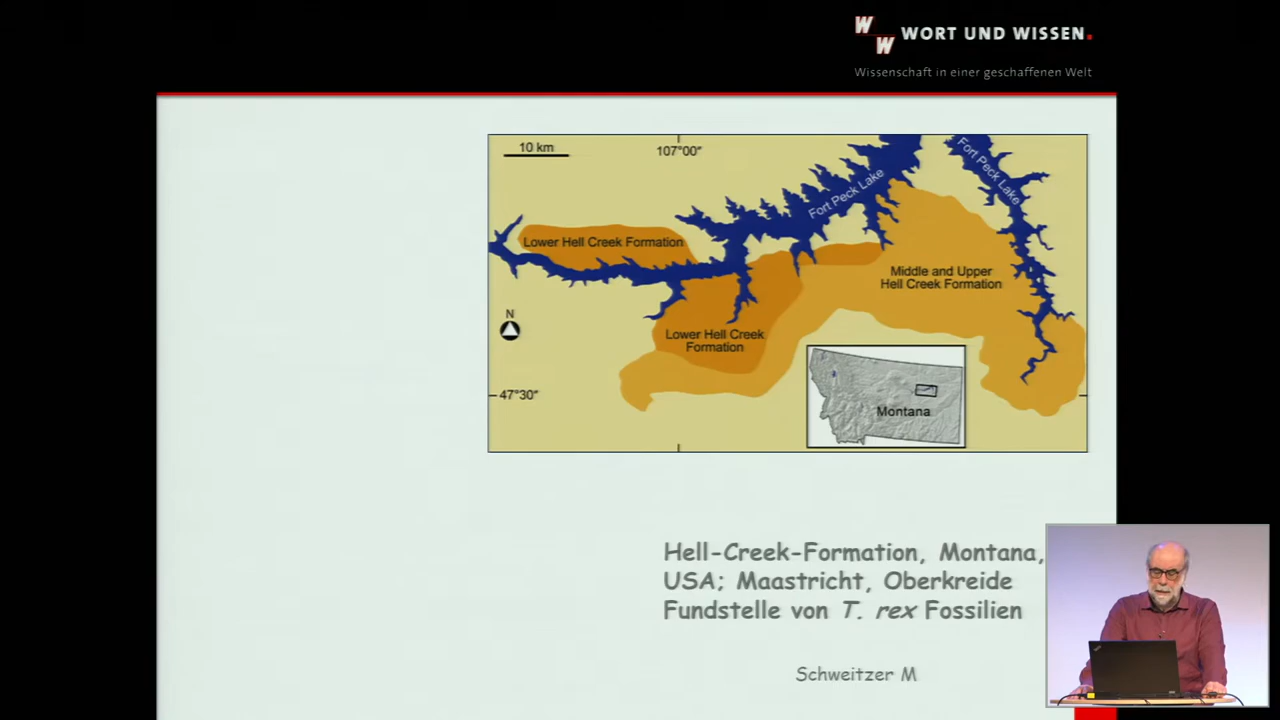 W
W
WORT UND WISSEN.
Wissenschaft in einer geschaffenen Welt
10 km
107°00″
Fort Peck Lake
Fort Peck Lake
Lower Hell Creek Formation
Middle and Upper
Hell Creek Formation
N
Lower Hell Creek
Formation
47°30″
Montana
Hell-Creek-Formation, Montana,
USA; Maastricht, Oberkreide
Fundstelle von T. rex Fossilien
Schweitzer M